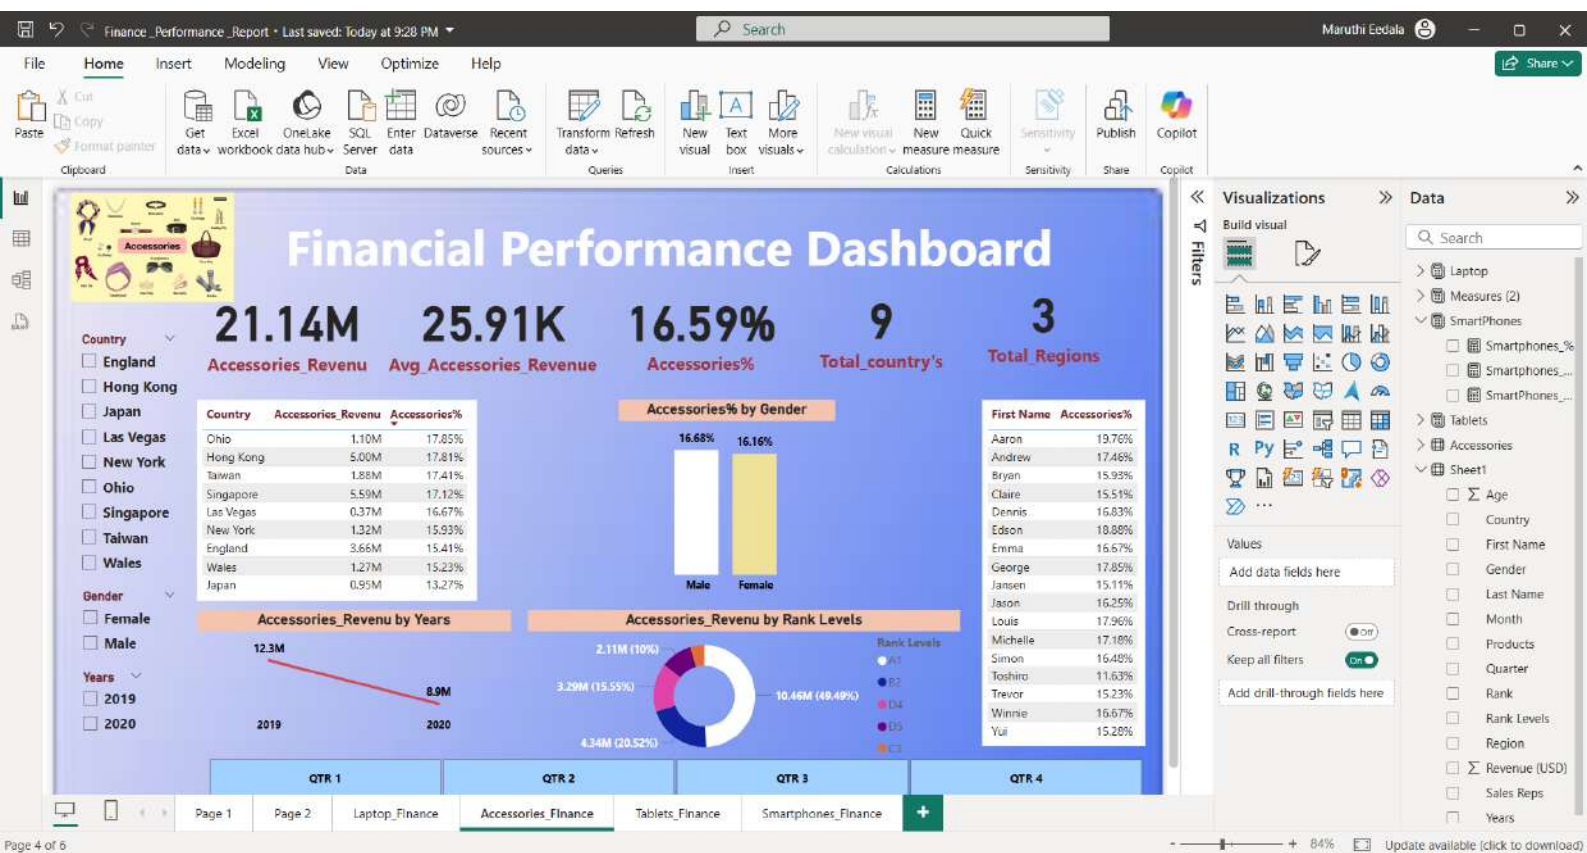 Finance_Performance_Report • Last saved: Today at 9:28 PM
Search
Maruthi Eedala
File Home Insert Modeling View Optimize Help
Share
Paste
Cut
Copy
Format painter
Clipboard
Get data
Excel workbook
OneLake data hub
SQL Server
Enter data
Dataverse
Recent sources
Data
Transform data
Refresh
Queries
New visual
Text box
More visuals
Insert
New visual calculation
New measure
Quick measure
Calculations
Sensitivity
Sensitivity
Publish
Share
Copilot
Copilot
Accessories
Financial Performance Dashboard
21.14M 25.91K 16.59% 9 3
Accessories_Revenu Avg_Accessories_Revenue Accessories% Total_country's Total_Regions
Country
England
Hong Kong
Japan
Las Vegas
New York
Ohio
Singapore
Taiwan
Wales
Gender
Female
Male
Years
2019
2020
Country Accessories_Revenu Accessories%
Ohio 1.10M 17.85%
Hong Kong 5.00M 17.81%
Taiwan 1.88M 17.41%
Singapore 5.59M 17.12%
Las Vegas 0.37M 16.67%
New York 1.32M 15.93%
England 3.66M 15.41%
Wales 1.27M 15.23%
Japan 0.95M 13.27%
Accessories% by Gender
16.68% 16.16%
Male Female
First Name Accessories%
Aaron 19.76%
Andrew 17.46%
Bryan 15.93%
Claire 15.51%
Dennis 16.83%
Edson 18.88%
Emma 16.67%
George 17.85%
Jansen 15.11%
Jason 16.25%
Louis 17.96%
Michelle 17.18%
Simon 16.48%
Toshiro 11.63%
Trevor 15.23%
Winnie 16.67%
Yui 15.28%
Accessories_Revenu by Years
12.3M
8.9M
2019 2020
Accessories_Revenu by Rank Levels
2.11M (10%)
3.29M (15.55%)
10.46M (49.49%)
4.34M (20.52%)
Rank Levels
A1
B2
D4
D5
C3
QTR 1 QTR 2 QTR 3 QTR 4
Filters
Visualizations
Build visual
R Py
123
Values
Add data fields here
Drill through
Cross-report Off
Keep all filters On
Add drill-through fields here
Data
Search
Laptop
Measures (2)
SmartPhones
Smartphones_%
Smartphones_...
SmartPhones_...
Tablets
Accessories
Sheet1
Age
Country
First Name
Gender
Last Name
Month
Products
Quarter
Rank
Rank Levels
Region
Revenue (USD)
Sales Reps
Years
Page 1 Page 2 Laptop_Finance Accessories_Finance Tablets_Finance Smartphones_Finance
Page 4 of 6
84%
Update available (click to download)